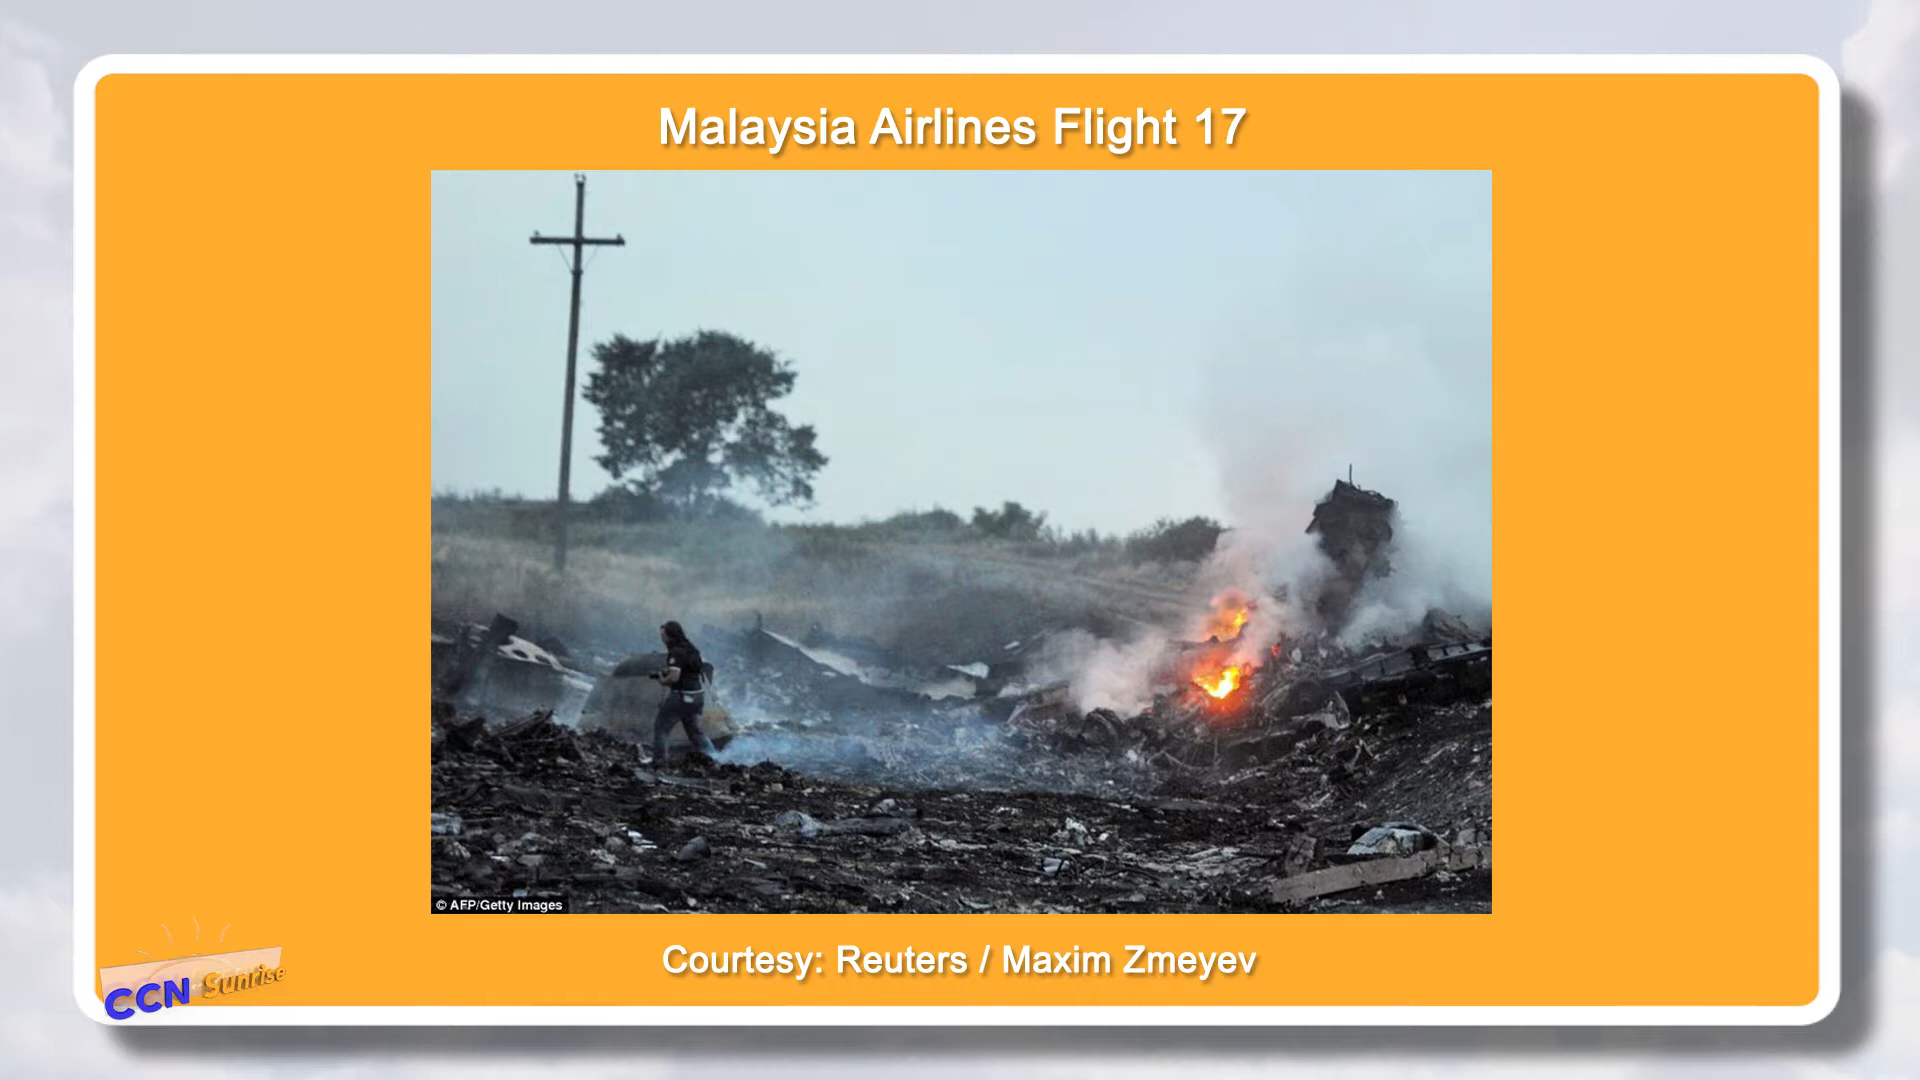 Malaysia Airlines Flight 17
© AFP/Getty Images
Courtesy: Reuters / Maxim Zmeyev
CCN Sunrise